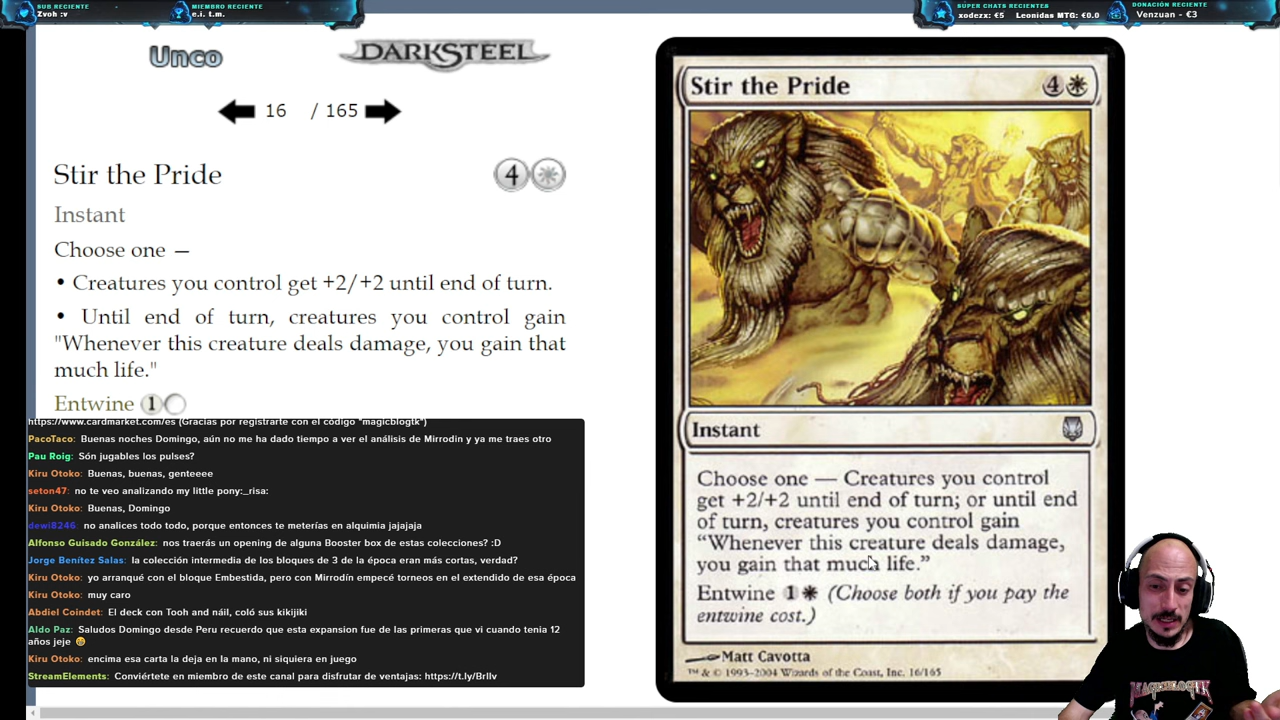 SUB RECIENTE
Zvoh :v
MIEMBRO RECIENTE
e.i. t.m.
SÚPER CHATS RECIENTES
xodezx: €5 Leonidas MTG: €0.0
DONACIÓN RECIENTE
Venzuan - €3
Unco
DARKSTEEL
16 / 165
Stir the Pride
4
Instant
Choose one —
• Creatures you control get +2/+2 until end of turn.
• Until end of turn, creatures you control gain
"Whenever this creature deals damage, you gain that
much life."
Entwine 1
https://www.cardmarket.com/es (Gracias por registrarte con el código "magicblogtk")
PacoTaco: Buenas noches Domingo, aún no me ha dado tiempo a ver el análisis de Mirrodin y ya me traes otro
Pau Roig: Són jugables los pulses?
Kiru Otoko: Buenas, buenas, genteeee
seton47: no te veo analizando my little pony:_risa:
Kiru Otoko: Buenas, Domingo
dewi8246: no analices todo todo, porque entonces te meterías en alquimia jajajaja
Alfonso Guisado González: nos traerás un opening de alguna Booster box de estas colecciones? :D
Jorge Benítez Salas: la colección intermedia de los bloques de 3 de la época eran más cortas, verdad?
Kiru Otoko: yo arranqué con el bloque Embestida, pero con Mirrodín empecé torneos en el extendido de esa época
Kiru Otoko: muy caro
Abdiel Coindet: El deck con Tooh and náil, coló sus kikijiki
Aldo Paz: Saludos Domingo desde Peru recuerdo que esta expansion fue de las primeras que vi cuando tenia 12
años jeje
Kiru Otoko: encima esa carta la deja en la mano, ni siquiera en juego
StreamElements: Conviértete en miembro de este canal para disfrutar de ventajas: https://t.ly/BrIlv
Stir the Pride
4
Instant
Choose one — Creatures you control
get +2/+2 until end of turn; or until end
of turn, creatures you control gain
“Whenever this creature deals damage,
you gain that much life.”
Entwine 1 (Choose both if you pay the
entwine cost.)
Matt Cavotta
™ & © 1993–2004 Wizards of the Coast, Inc. 16/165
MAGICBLOGTK